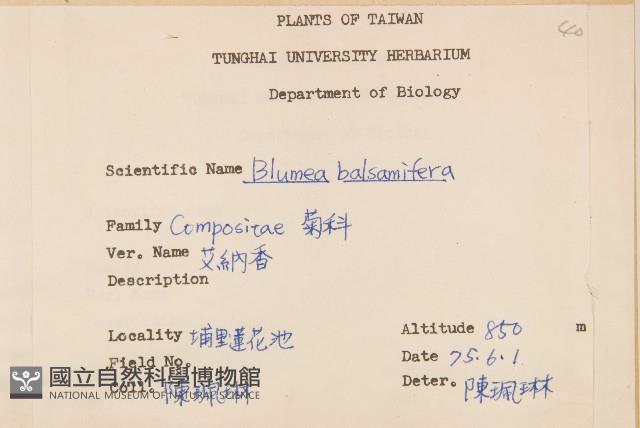 40
PLANTS OF TAIWAN
TUNGHAI UNIVERSITY HERBARIUM
Department of Biology
Scientific Name Blumea balsamifera
Family Compositae 菊科
Ver. Name 艾納香
Description
Locality 埔里蓮花池 Altitude 850 m
Field No. Date 75.6.1.
Coll. 陳珮琳 Deter. 陳珮琳
國立自然科學博物館
NATIONAL MUSEUM OF NATURAL SCIENCE